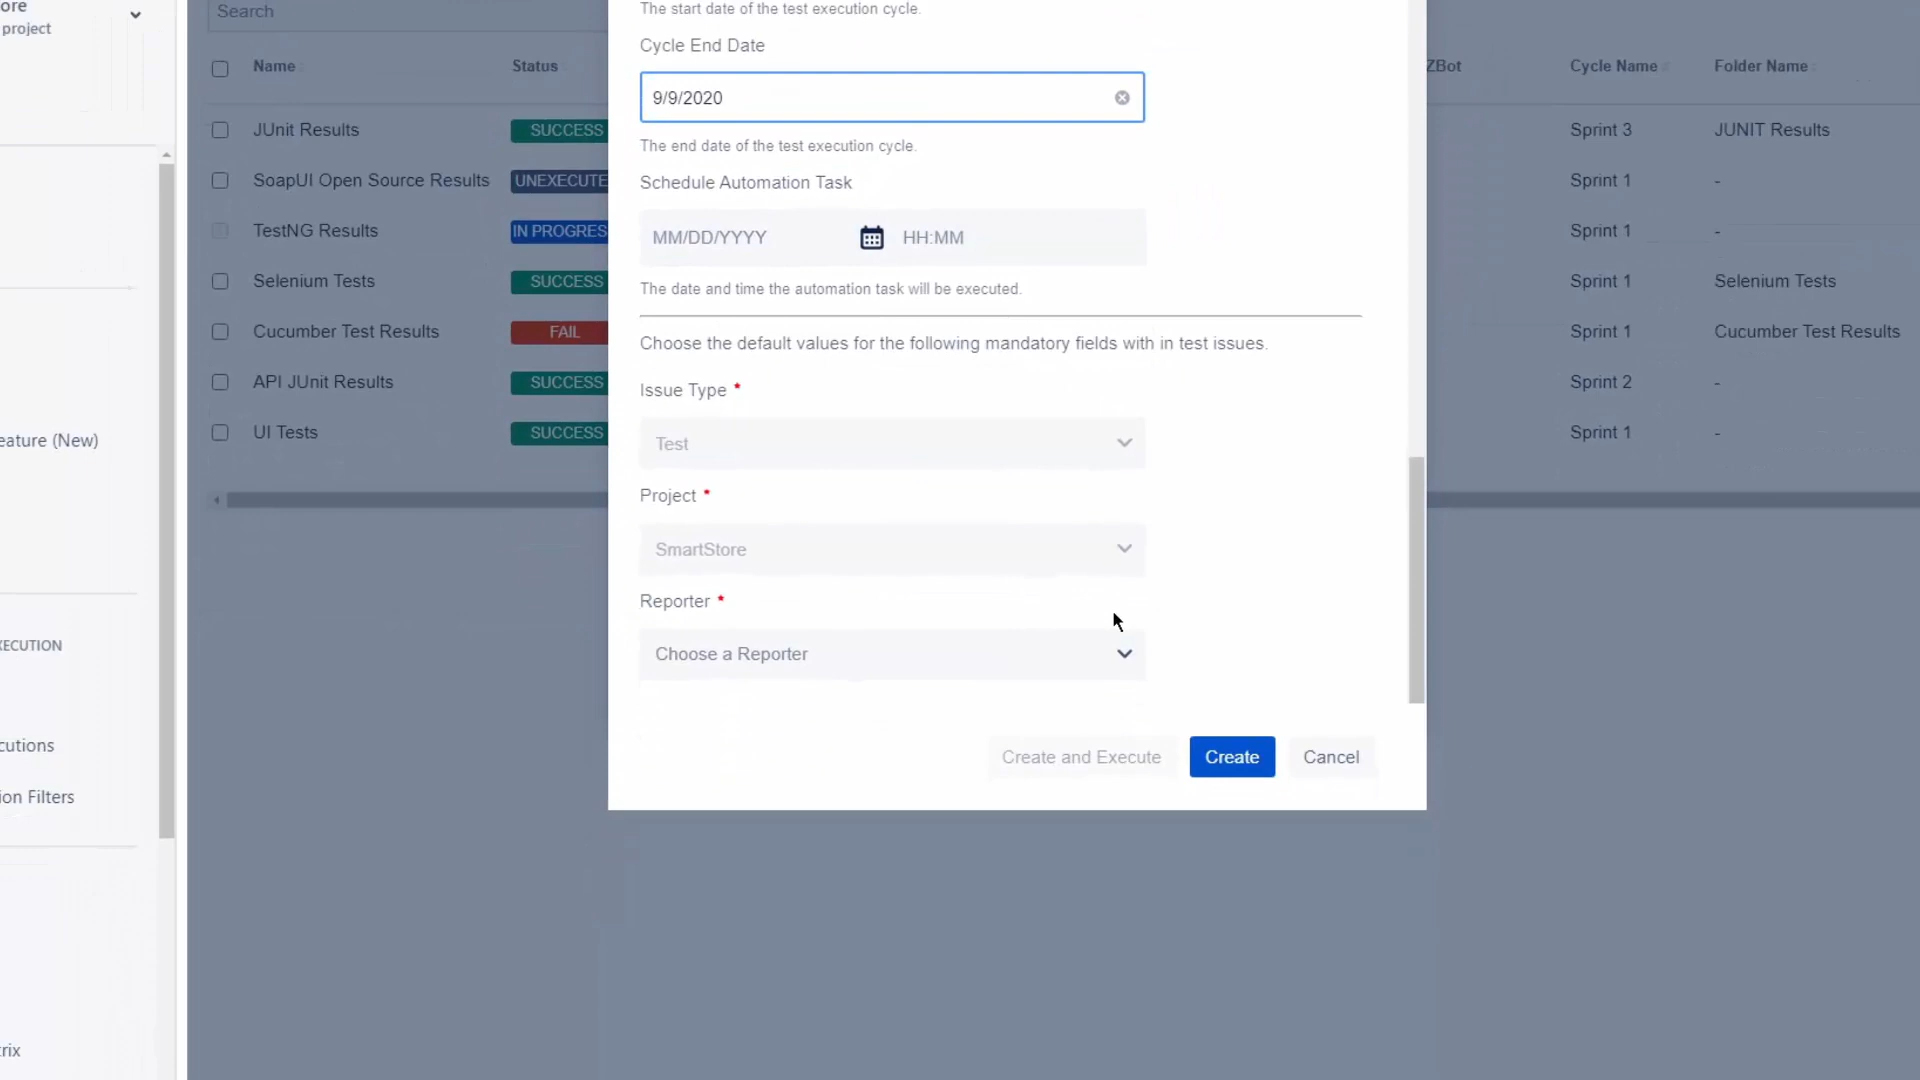 ore
project
Search
Name
Status
ZBot
Cycle Name
Folder Name
JUnit Results
SUCCESS
Sprint 3
JUNIT Results
SoapUI Open Source Results
UNEXECUTE
Sprint 1
-
TestNG Results
IN PROGRES
Sprint 1
-
Selenium Tests
SUCCESS
Sprint 1
Selenium Tests
Cucumber Test Results
FAIL
Sprint 1
Cucumber Test Results
API JUnit Results
SUCCESS
Sprint 2
-
UI Tests
SUCCESS
Sprint 1
-
eature (New)
ECUTION
cutions
ion Filters
rix
The start date of the test execution cycle.
Cycle End Date
9/9/2020
The end date of the test execution cycle.
Schedule Automation Task
MM/DD/YYYY
HH:MM
The date and time the automation task will be executed.
Choose the default values for the following mandatory fields with in test issues.
Issue Type *
Test
Project *
SmartStore
Reporter *
Choose a Reporter
Create and Execute
Create
Cancel